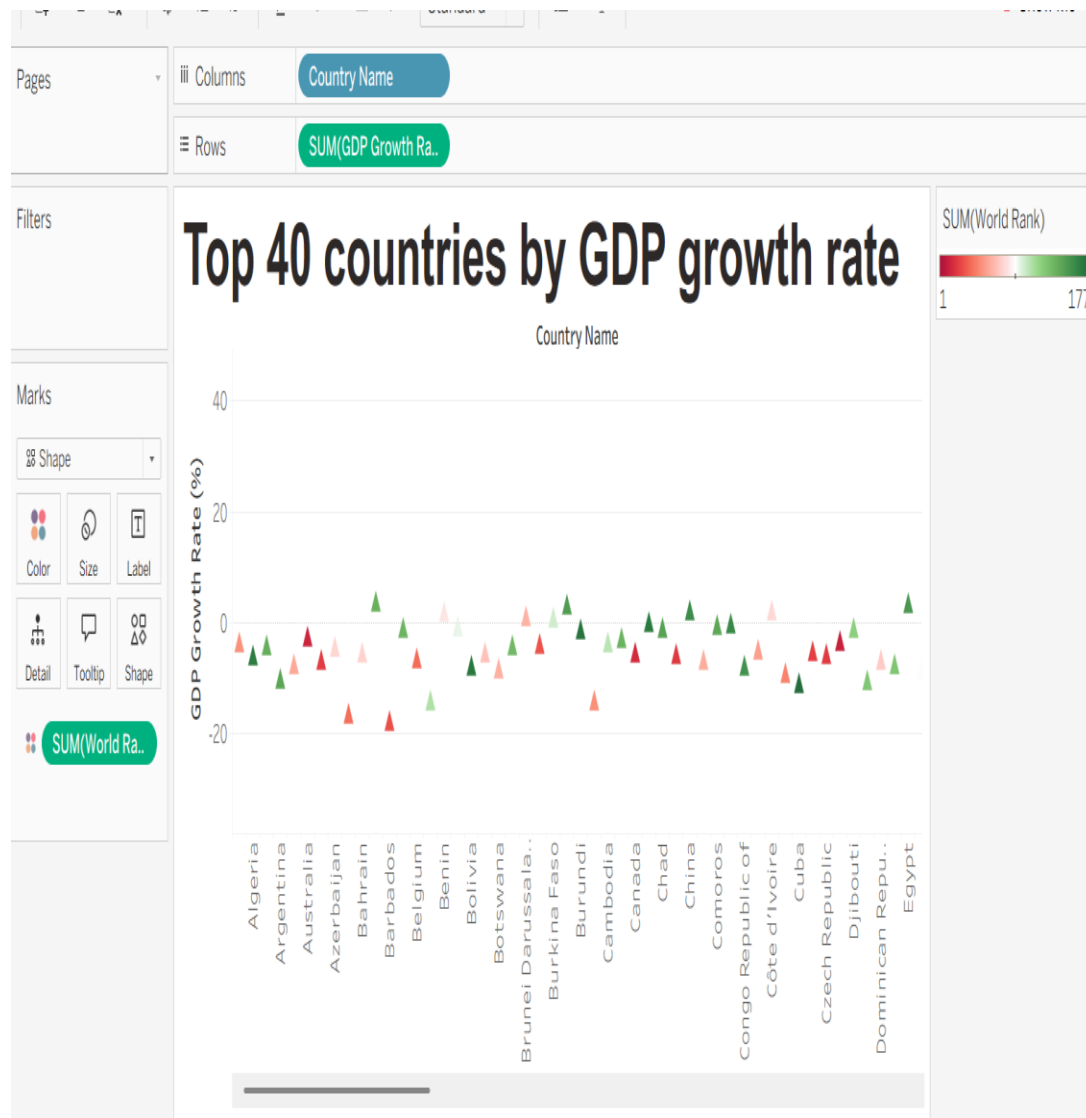 Pages
Columns
Country Name
Rows
SUM(GDP Growth Ra..
Filters
Top 40 countries by GDP growth rate
SUM(World Rank)
1
177
Country Name
Marks
Shape
Color
Size
Label
Detail
Tooltip
Shape
SUM(World Ra..
GDP Growth Rate (%)
40
20
0
-20
Algeria
Argentina
Australia
Azerbaijan
Bahrain
Barbados
Belgium
Benin
Bolivia
Botswana
Brunei Darussala..
Burkina Faso
Burundi
Cambodia
Canada
Chad
China
Comoros
Congo Republic of
Côte d'Ivoire
Cuba
Czech Republic
Djibouti
Dominican Repu..
Egypt